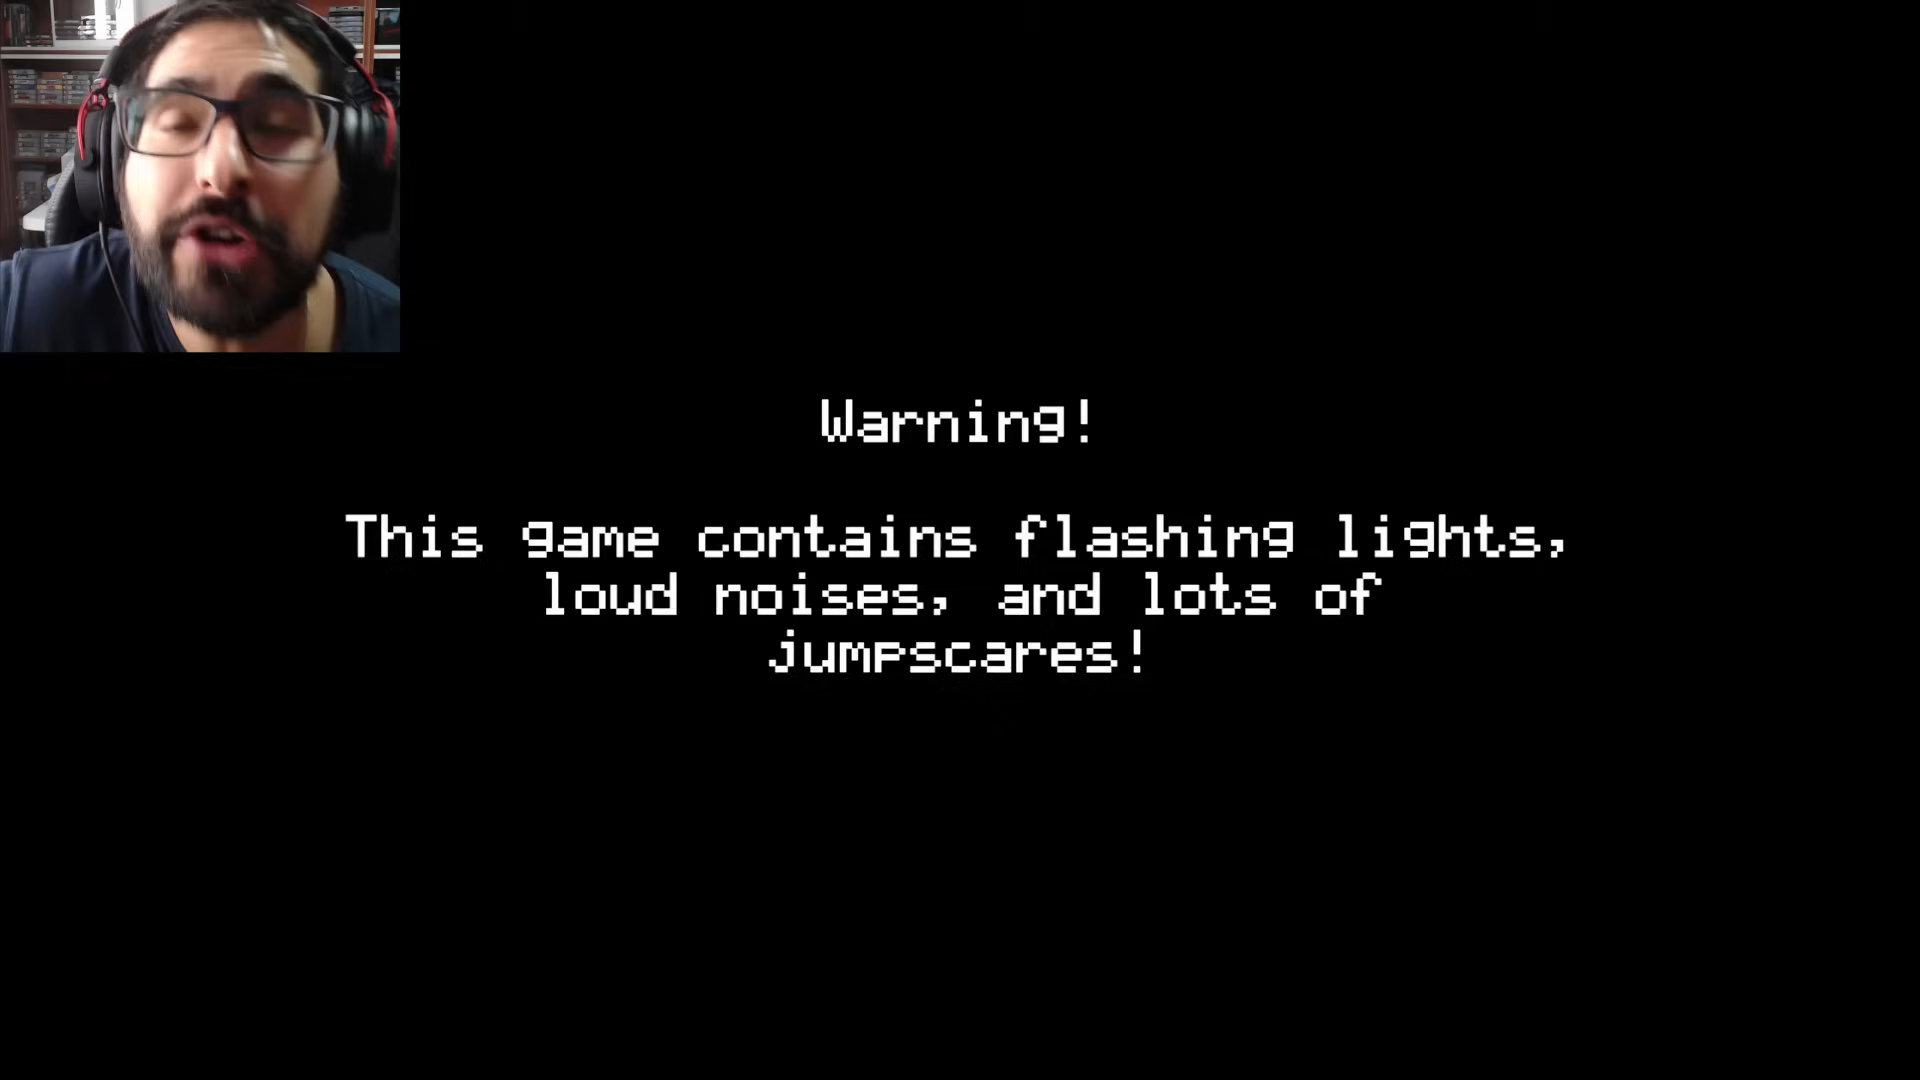 Warning!
This game contains flashing lights,
loud noises, and lots of
jumpscares!